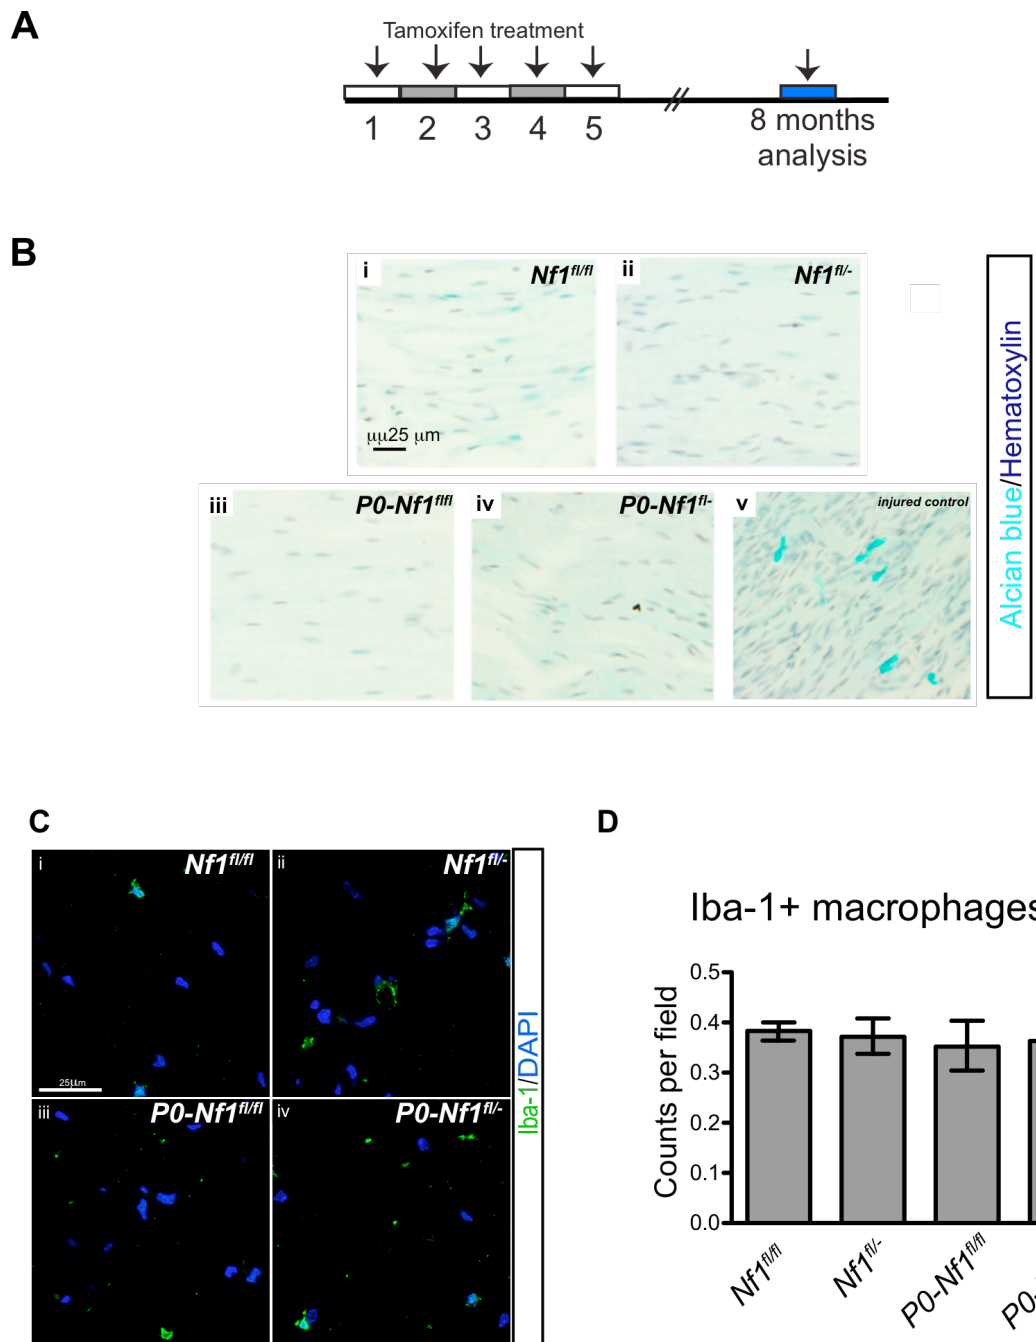 A
Tamoxifen treatment
1 2 3 4 5
8 months
analysis
B
i
Nf1fl/fl
ii
Nf1fl/-
µµ25 µm
iii
P0-Nf1flfl
iv
P0-Nf1fl-
v
injured control
Alcian blue/Hematoxylin
C
i
Nf1fl/fl
ii
Nf1fl/-
25µm
iii
P0-Nf1fl/fl
iv
P0-Nf1fl/-
Iba-1/DAPI
D
Iba-1+ macrophages
Counts per field
0.5
0.4
0.3
0.2
0.1
0.0
Nf1fl/fl
Nf1fl/-
P0-Nf1fl/fl
P0-